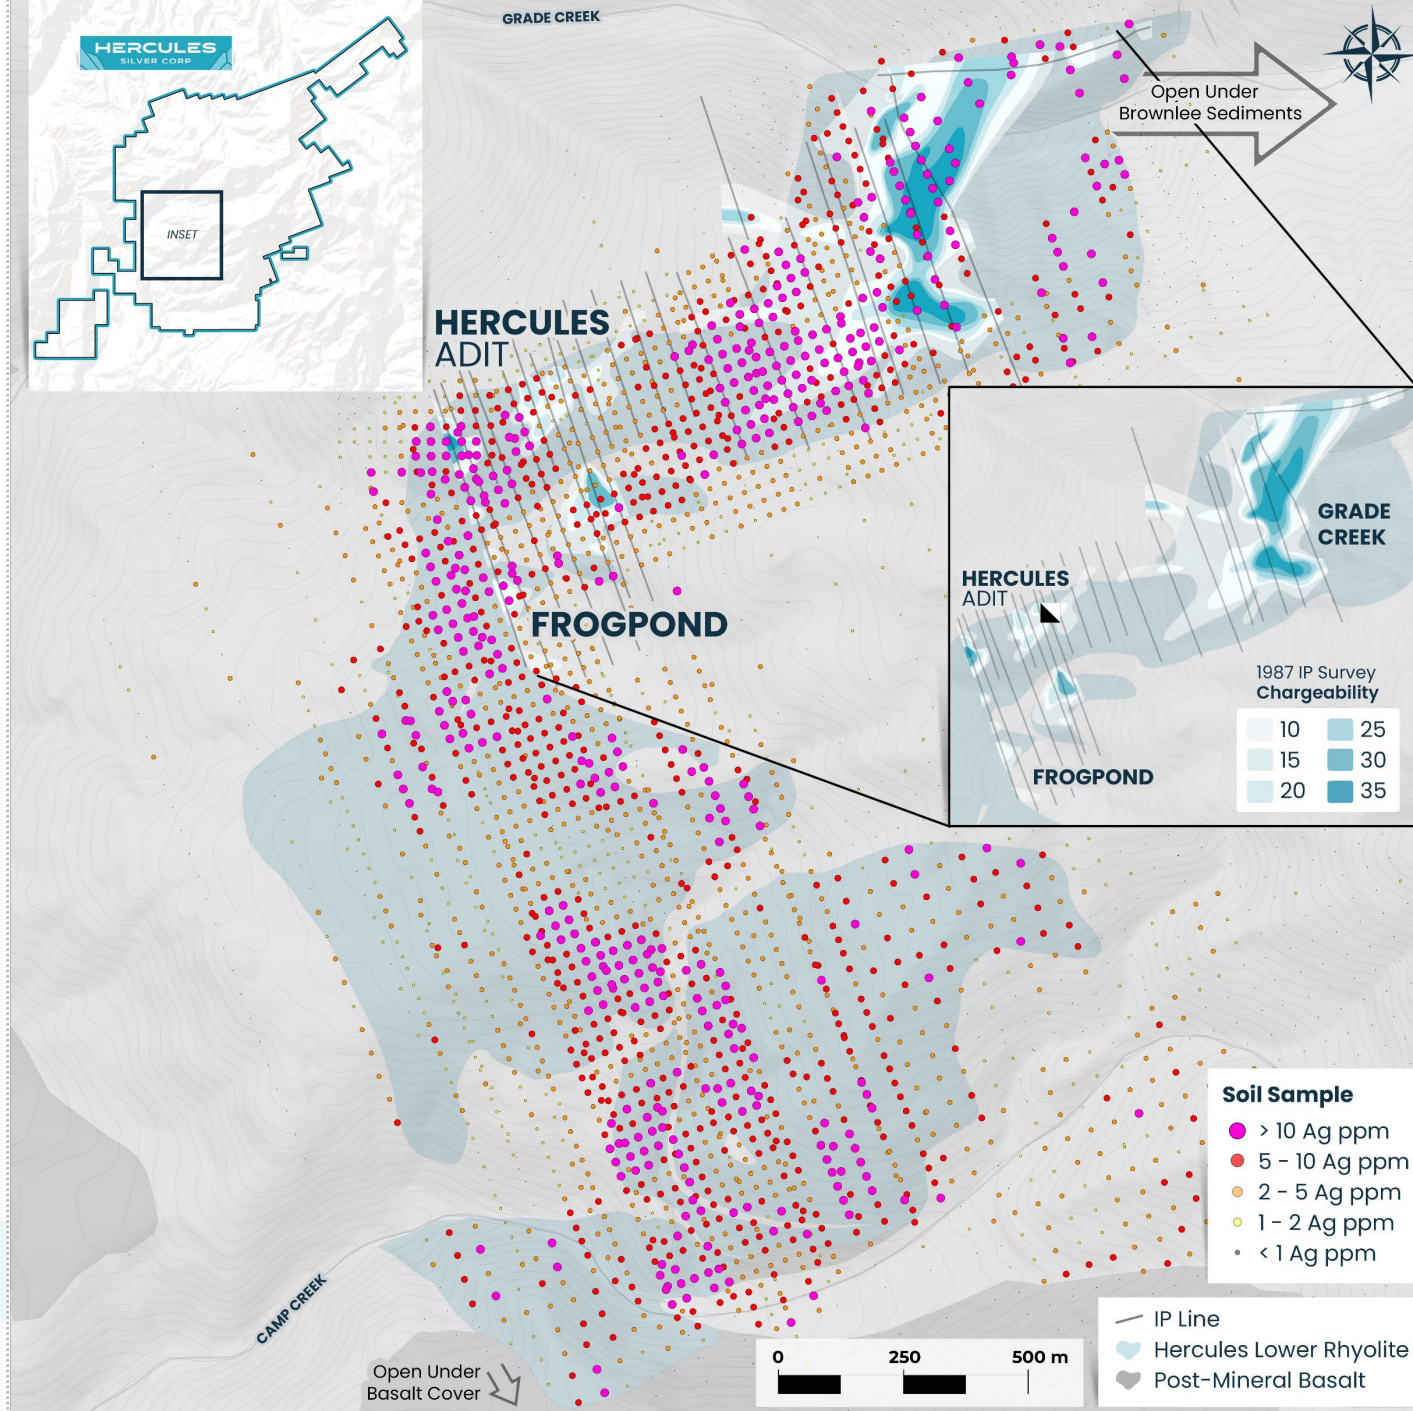 GRADE CREEK
HERCULES
SILVER CORP
INSET
Open Under
Brownlee Sediments
HERCULES
ADIT
FROGPOND
GRADE
CREEK
HERCULES
ADIT
FROGPOND
1987 IP Survey
Chargeability
10
25
15
30
20
35
Soil Sample
> 10 Ag ppm
5 - 10 Ag ppm
2 - 5 Ag ppm
1 - 2 Ag ppm
< 1 Ag ppm
CAMP CREEK
Open Under
Basalt Cover
0 250 500 m
IP Line
Hercules Lower Rhyolite
Post-Mineral Basalt